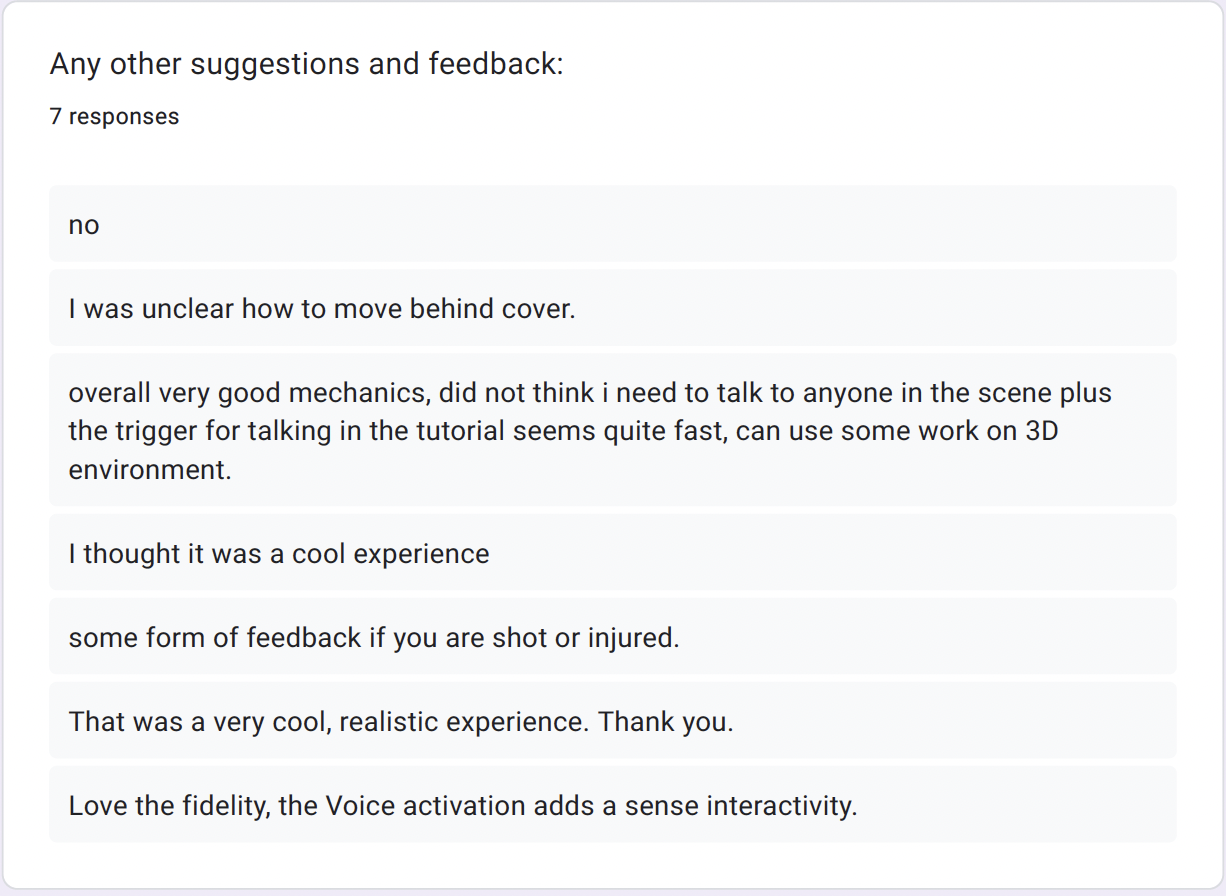 Any other suggestions and feedback:
7 responses
no
I was unclear how to move behind cover.
overall very good mechanics, did not think i need to talk to anyone in the scene plus
the trigger for talking in the tutorial seems quite fast, can use some work on 3D
environment.
I thought it was a cool experience
some form of feedback if you are shot or injured.
That was a very cool, realistic experience. Thank you.
Love the fidelity, the Voice activation adds a sense interactivity.